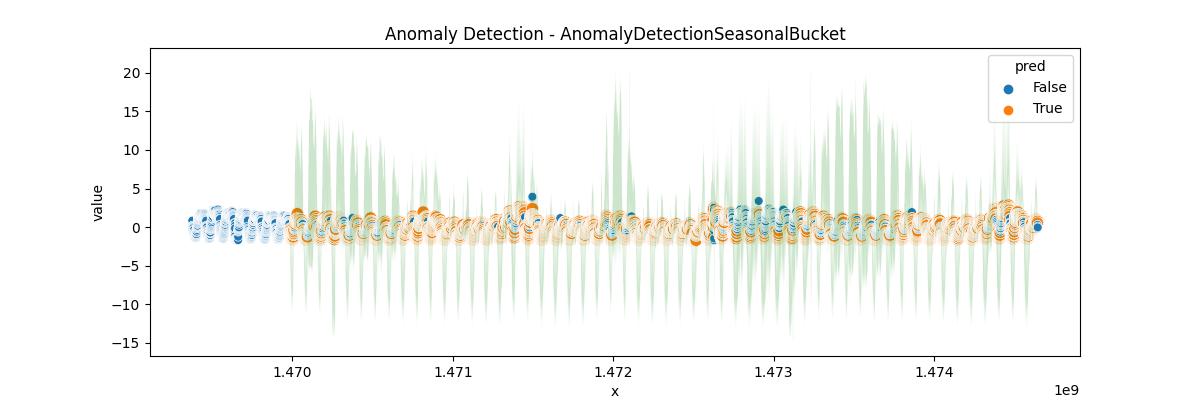 Anomaly Detection - AnomalyDetectionSeasonalBucket
pred
False
True
20
15
10
5
0
−5
−10
−15
value
1.470 1.471 1.472 1.473 1.474
x
1e9